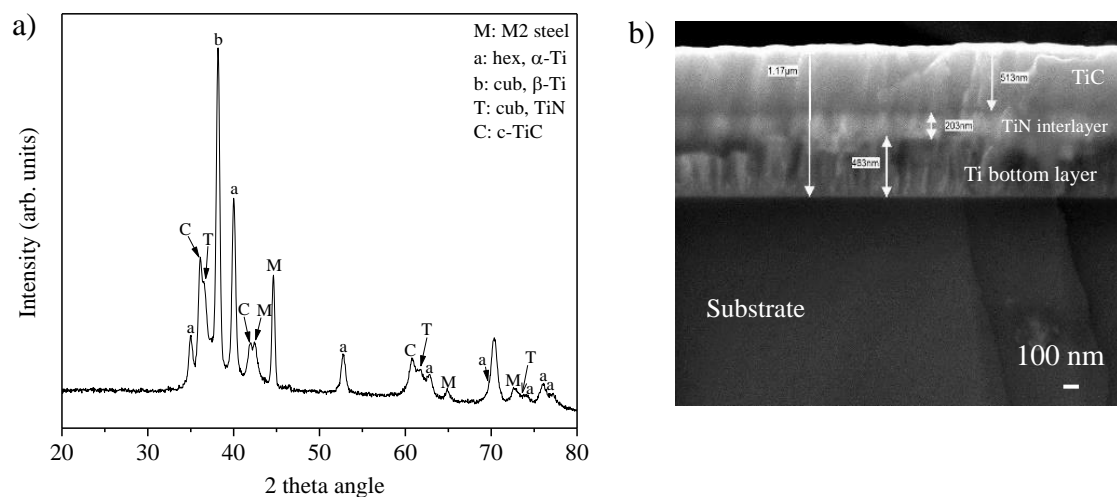 a)
M: M2 steel
a: hex, α-Ti
b: cub, β-Ti
T: cub, TiN
C: c-TiC
b
a
C
T
a
C
M
M
a
C
T
a
M
a
M
T
a
a
a
Intensity (arb. units)
20 30 40 50 60 70 80
2 theta angle
b)
1.17µm
513nm
TiC
203nm
TiN interlayer
483nm
Ti bottom layer
Substrate
100 nm